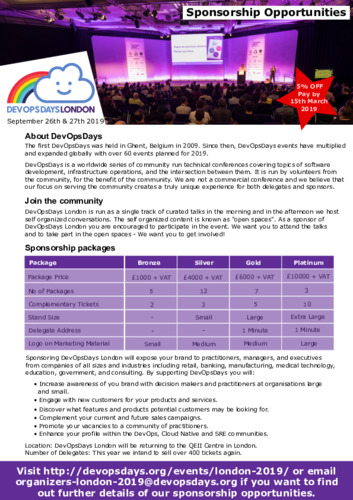 Sponsorship Opportunities
5% OFF
Pay by
15th March
2019
DEVOPSDAYS LONDON
September 26th & 27th 2019
About DevOpsDays
The first DevOpsDays was held in Ghent, Belgium in 2009. Since then, DevOpsDays events have multiplied
and expanded globally with over 60 events planned for 2019.
DevOpsDays is a worldwide series of community run technical conferences covering topics of software
development, infrastructure operations, and the intersection between them. It is run by volunteers from
the community, for the benefit of the community. We are not a commercial conference and we believe that
our focus on serving the community creates a truly unique experience for both delegates and sponsors.
Join the community
DevOpsDays London is run as a single track of curated talks in the morning and in the afternoon we host
self organized conversations. The self organized content is known as "open spaces". As a sponsor of
DevOpsDays London you are encouraged to participate in the event. We want you to attend the talks
and to take part in the open spaces - We want you to get involved!
Sponsorship packages
Package Bronze Silver Gold Platinum
Package Price £1000 + VAT £4000 + VAT £6000 + VAT £10000 + VAT
No of Packages 5 12 7 3
Complementary Tickets 2 3 5 10
Stand Size - Small Large Extra Large
Delegate Address - - 1 Minute 1 Minute
Logo on Marketing Material Small Medium Medium Large
Sponsoring DevOpsDays London will expose your brand to practitioners, managers, and executives
from companies of all sizes and industries including retail, banking, manufacturing, medical technology,
education, government, and consulting. By supporting DevOpsDays you will:
• Increase awareness of you brand with decision makers and practitioners at organisations large
and small.
• Engage with new customers for your products and services.
• Discover what features and products potential customers may be looking for.
• Complement your current and future sales campaigns.
• Promote your vacancies to a community of practitioners.
• Enhance your profile within the DevOps, Cloud Native and SRE communities.
Location: DevOpsDays London will be returning to the QEII Centre in London.
Number of Delegates: This year we intend to sell over 400 tickets again.
Visit http://devopsdays.org/events/london-2019/ or email
organizers-london-2019@devopsdays.org if you want to find
out further details of our sponsorship opportunities.